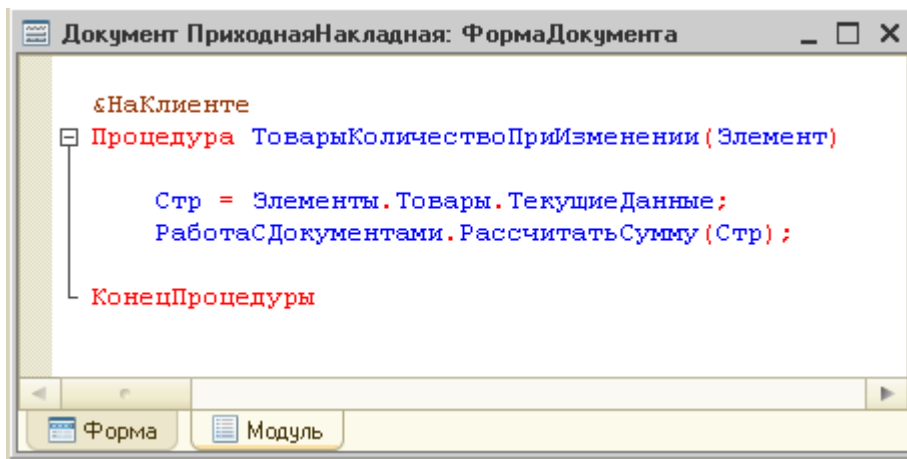 Документ ПриходнаяНакладная: ФормаДокумента
&НаКлиенте
Процедура ТоварыКоличествоПриИзменении(Элемент)
Стр = Элементы.Товары.ТекущиеДанные;
РаботаСДокументами.РассчитатьСумму(Стр);
КонецПроцедуры
Форма Модуль